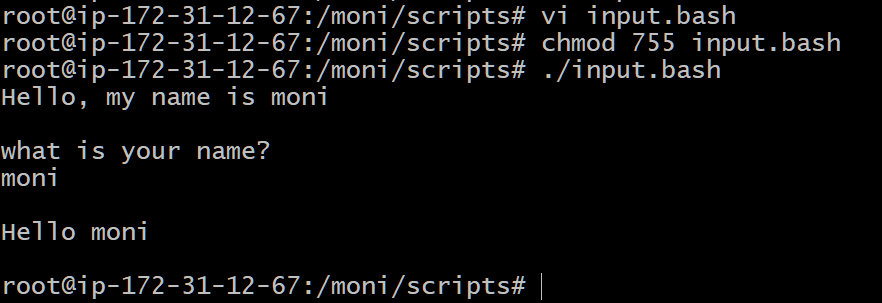 root@ip-172-31-12-67:/moni/scripts# vi input.bash
root@ip-172-31-12-67:/moni/scripts# chmod 755 input.bash
root@ip-172-31-12-67:/moni/scripts# ./input.bash
Hello, my name is moni
what is your name?
moni
Hello moni
root@ip-172-31-12-67:/moni/scripts#